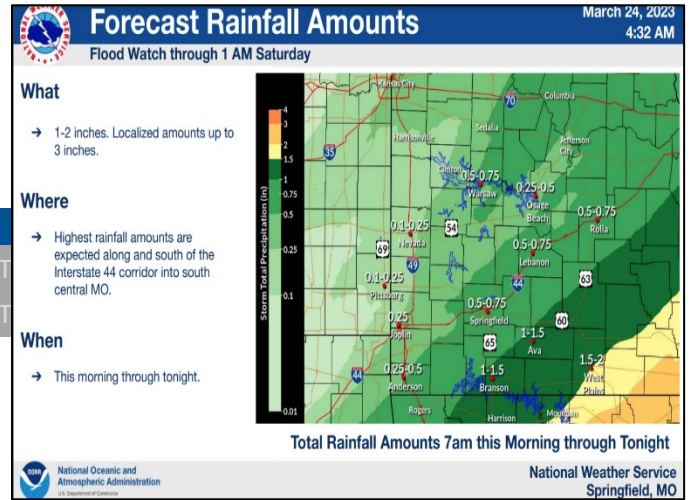 Forecast Rainfall Amounts
March 24, 2023
4:32 AM
Flood Watch through 1 AM Saturday
What
→ 1-2 inches. Localized amounts up to
3 inches.
Where
→ Highest rainfall amounts are
expected along and south of the
Interstate 44 corridor into south
central MO.
When
→ This morning through tonight.
Storm Total Precipitation (in)
4
3
2
1.5
1
0.75
0.5
0.25
0.1
0.01
Kansas City
70
Columbia
Harrisonville
Sedalia
Jefferson
City
35
Clinton
0.5-0.75
Warsaw
0.25-0.5
Osage
Beach
0.5-0.75
Rolla
0.1-0.25
Nevada
54
69
49
0.5-0.75
Lebanon
44
63
0.1-0.25
Pittsburg
0.25
Joplin
0.5-0.75
Springfield
60
65
1-1.5
Ava
44
0.25-0.5
Anderson
1-1.5
Branson
1.5-2
West
Plains
Rogers
Harrison
Mountain
Total Rainfall Amounts 7am this Morning through Tonight
NOAA
National Oceanic and
Atmospheric Administration
U.S. Department of Commerce
National Weather Service
Springfield, MO
T
T